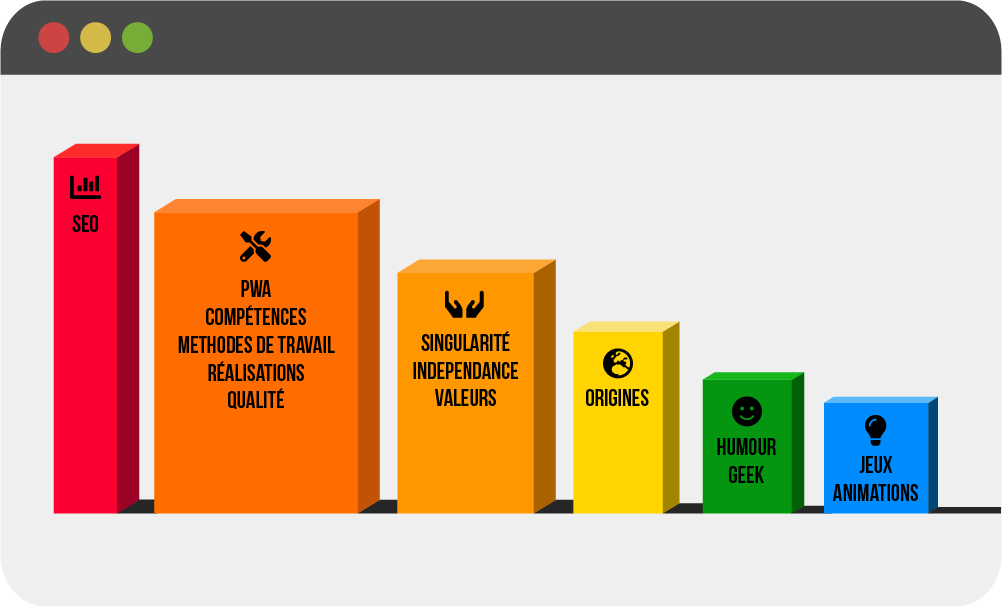 SEO
PWA
COMPÉTENCES
METHODES DE TRAVAIL
RÉALISATIONS
QUALITÉ
SINGULARITÉ
INDEPENDANCE
VALEURS
ORIGINES
HUMOUR
GEEK
JEUX
ANIMATIONS